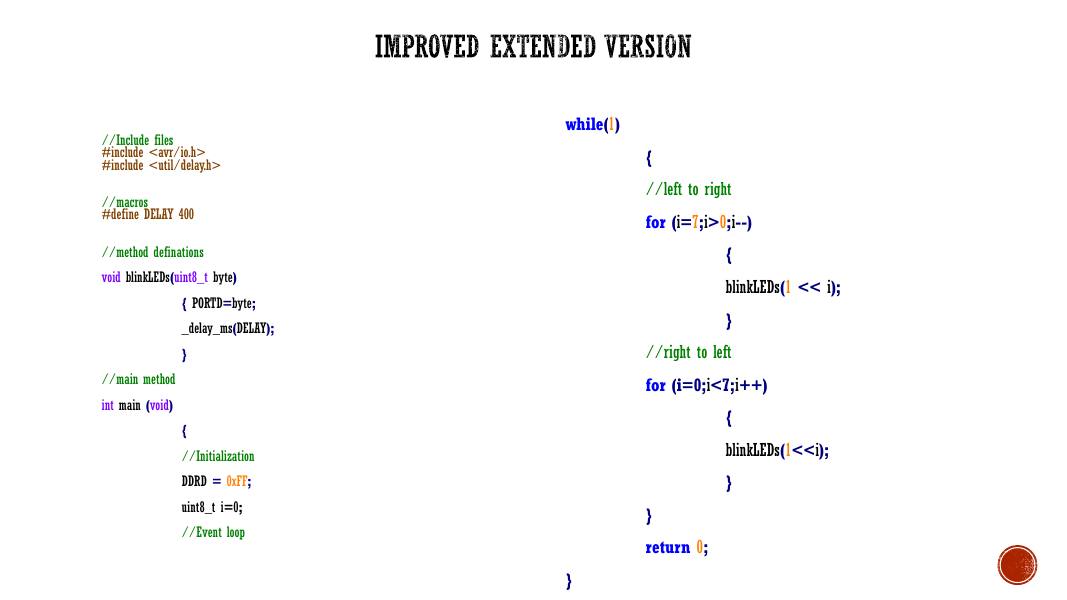 IMPROVED EXTENDED VERSION
//Include files
#include <avr/io.h>
#include <util/delay.h>
//macros
#define DELAY 400
//method definations
void blinkLEDs(uint8_t byte)
{ PORTD=byte;
_delay_ms(DELAY);
}
//main method
int main (void)
{
//Initialization
DDRD = 0xFF;
uint8_t i=0;
//Event loop
while(1)
{
//left to right
for (i=7;i>0;i--)
{
blinkLEDs(1 << i);
}
//right to left
for (i=0;i<7;i++)
{
blinkLEDs(1<<i);
}
}
return 0;
}